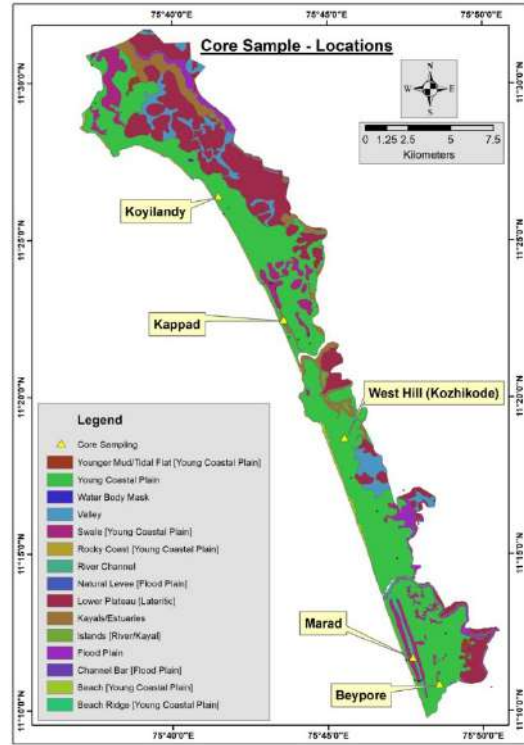 75°40'0"E 75°45'0"E 75°50'0"E
Core Sample - Locations
N
W E
S
0 1.25 2.5 5 7.5
Kilometers
11°30'0"N 11°30'0"N
Koyilandy
11°25'0"N 11°25'0"N
Kappad
11°20'0"N 11°20'0"N
West Hill (Kozhikode)
Legend
Core Sampling
Younger Mud/Tidal Flat [Young Coastal Plain]
Young Coastal Plain
Water Body Mask
Valley
Swale [Young Coastal Plain]
Rocky Coast [Young Coastal Plain]
River Channel
Natural Levee [Flood Plain]
Lower Plateau [Lateritic]
Kayals/Estuaries
Islands [River/Kayal]
Flood Plain
Channel Bar [Flood Plain]
Beach [Young Coastal Plain]
Beach Ridge [Young Coastal Plain]
11°15'0"N 11°15'0"N
Marad
Beypore
11°10'0"N 11°10'0"N
75°40'0"E 75°45'0"E 75°50'0"E